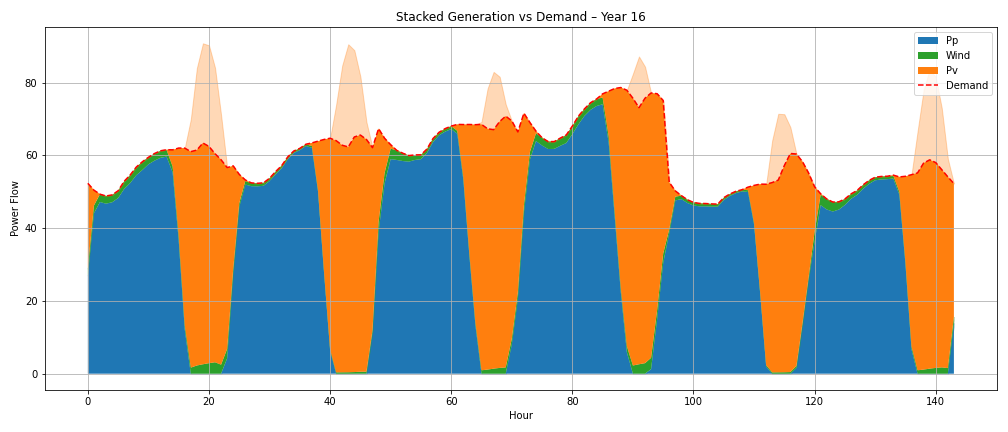 Stacked Generation vs Demand – Year 16
Pp
Wind
Pv
Demand
Power Flow
80
60
40
20
0
0 20 40 60 80 100 120 140
Hour